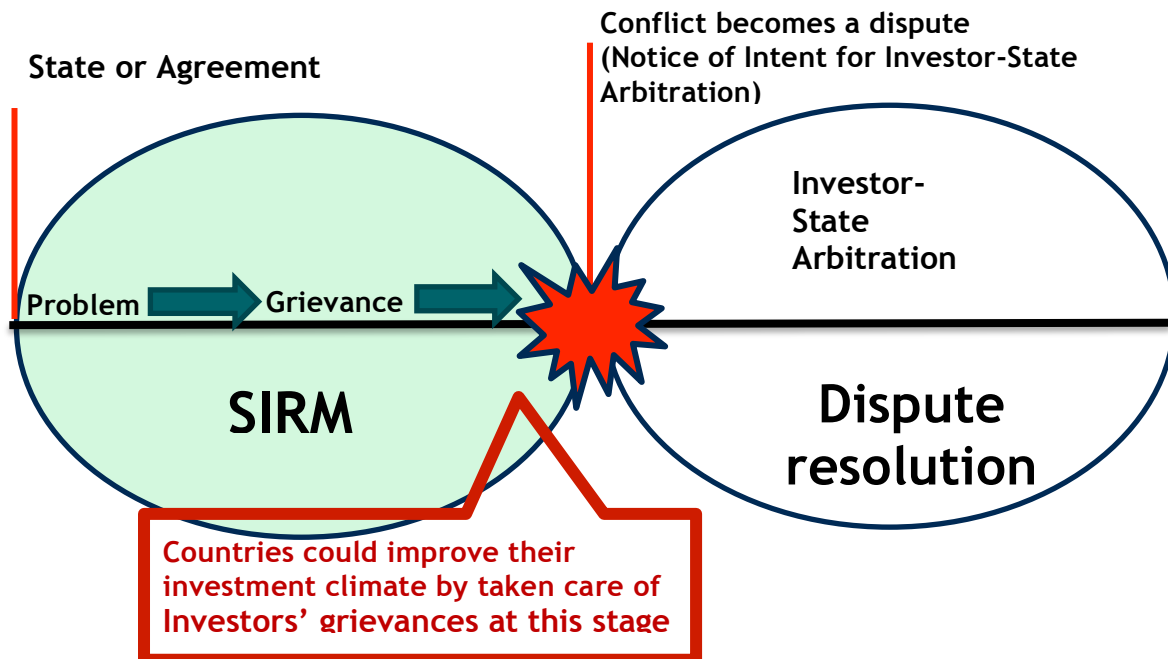 Conflict becomes a dispute
(Notice of Intent for Investor-State
Arbitration)
State or Agreement
Investor-
State
Arbitration
Problem
Grievance
SIRM
Dispute
resolution
Countries could improve their
investment climate by taken care of
Investors’ grievances at this stage